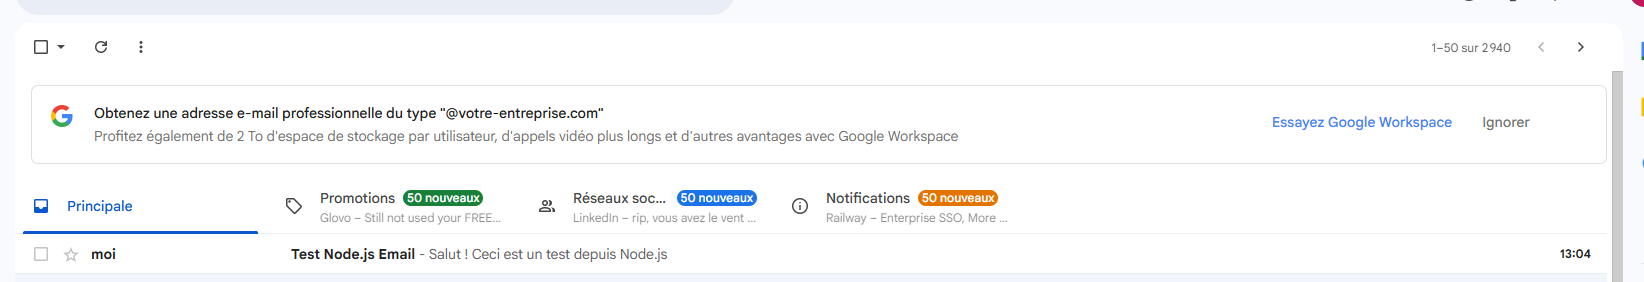 1–50 sur 2940
Obtenez une adresse e-mail professionnelle du type "@votre-entreprise.com"
Profitez également de 2 To d'espace de stockage par utilisateur, d'appels vidéo plus longs et d'autres avantages avec Google Workspace
Essayez Google Workspace
Ignorer
Principale
Promotions 50 nouveaux
Glovo – Still not used your FREE...
Réseaux soc... 50 nouveaux
LinkedIn – rip, vous avez le vent ...
Notifications 50 nouveaux
Railway – Enterprise SSO, More ...
moi Test Node.js Email - Salut ! Ceci est un test depuis Node.js 13:04